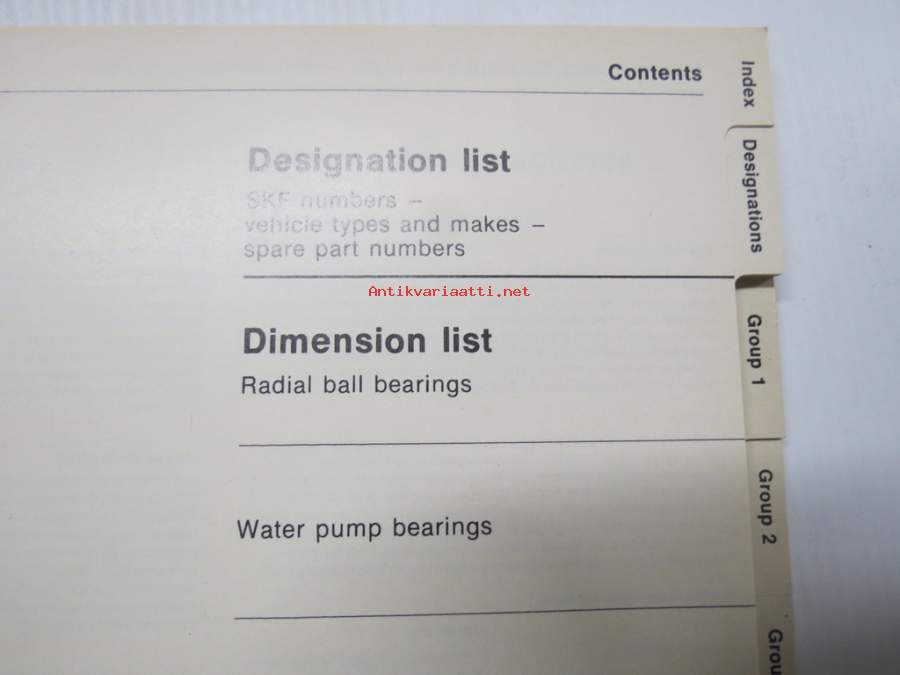 Contents
Index
Designation list
SKF numbers –
vehicle types and makes –
spare part numbers
Designations
Antikvariaatti.net
Dimension list
Radial ball bearings
Group 1
Water pump bearings
Group 2